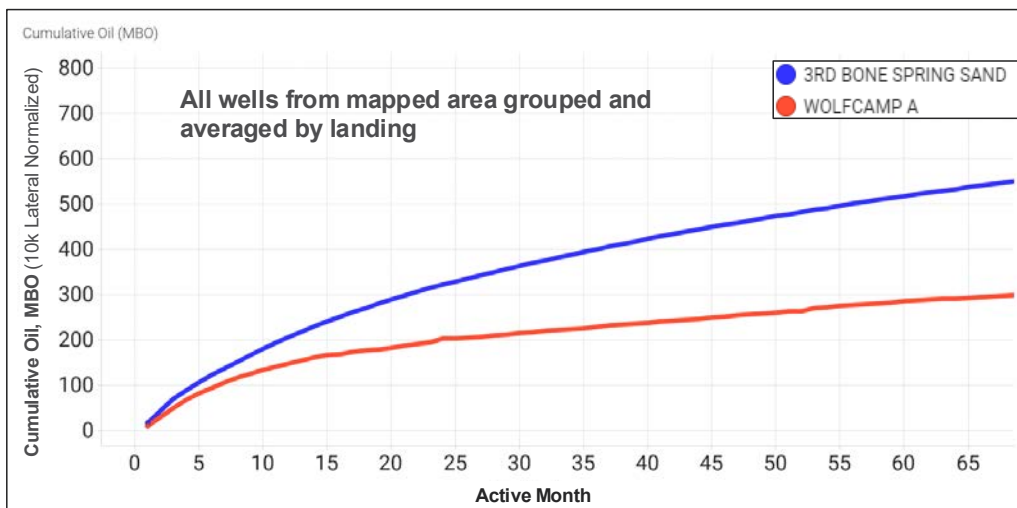 Cumulative Oil (MBO)
Cumulative Oil, MBO (10k Lateral Normalized)
800
700
600
500
400
300
200
100
0
All wells from mapped area grouped and
averaged by landing
3RD BONE SPRING SAND
WOLFCAMP A
0 5 10 15 20 25 30 35 40 45 50 55 60 65
Active Month